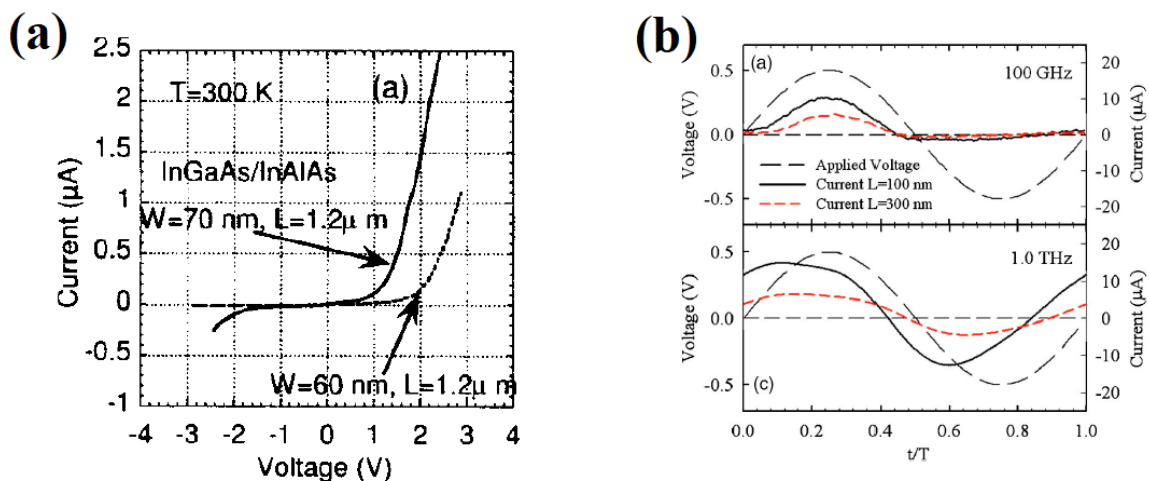 (a)
2.5
2
1.5
1
0.5
0
-0.5
-1
Current (µA)
T=300 K
(a)
InGaAs/InAlAs
W=70 nm, L=1.2µ m
W=60 nm, L=1.2µ m
-4 -3 -2 -1 0 1 2 3 4
Voltage (V)
(b)
(a)
100 GHz
0.5
0.0
-0.5
Voltage (V)
20
10
0
-10
-20
Current (µA)
Applied Voltage
Current L=100 nm
Current L=300 nm
1.0 THz
0.5
0.0
-0.5
Voltage (V)
20
10
0
-10
-20
Current (µA)
(c)
0.0 0.2 0.4 0.6 0.8 1.0
t/T